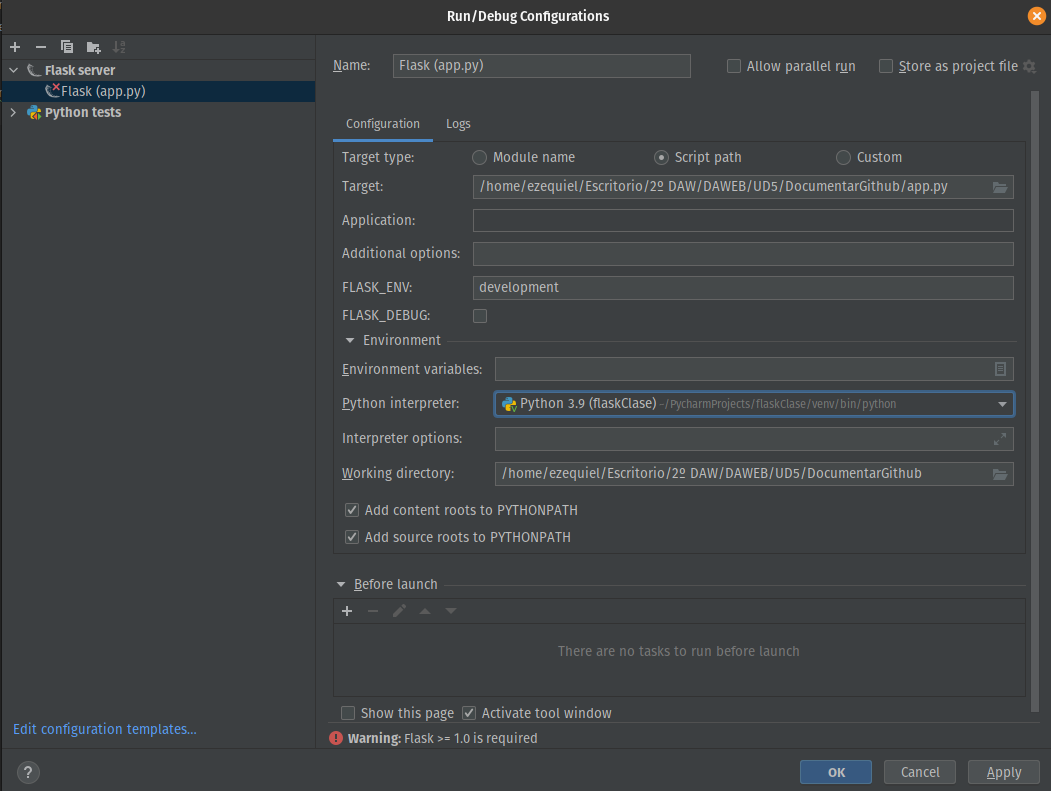 Run/Debug Configurations
Flask server
Flask (app.py)
Python tests
Edit configuration templates...
Name: Flask (app.py) Allow parallel run Store as project file
Configuration Logs
Target type: Module name Script path Custom
Target: /home/ezequiel/Escritorio/2º DAW/DAWEB/UD5/DocumentarGithub/app.py
Application:
Additional options:
FLASK_ENV: development
FLASK_DEBUG:
Environment
Environment variables:
Python interpreter: Python 3.9 (flaskClase) ~/PycharmProjects/flaskClase/venv/bin/python
Interpreter options:
Working directory: /home/ezequiel/Escritorio/2º DAW/DAWEB/UD5/DocumentarGithub
Add content roots to PYTHONPATH
Add source roots to PYTHONPATH
Before launch
There are no tasks to run before launch
Show this page Activate tool window
Warning: Flask >= 1.0 is required
? OK Cancel Apply